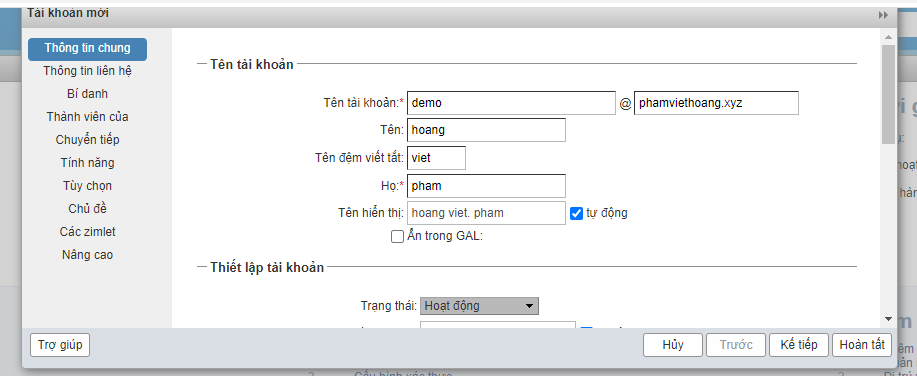 Tài khoản mới
Thông tin chung
Thông tin liên hệ
Bí danh
Thành viên của
Chuyển tiếp
Tính năng
Tùy chọn
Chủ đề
Các zimlet
Nâng cao
Tên tài khoản
Tên tài khoản:* demo @ phamviethoang.xyz
Tên: hoang
Tên đệm viết tắt: viet
Họ:* pham
Tên hiển thị: hoang viet. pham tự động
Ẩn trong GAL:
Thiết lập tài khoản
Trạng thái: Hoạt động
Trợ giúp
Hủy
Trước
Kế tiếp
Hoàn tất